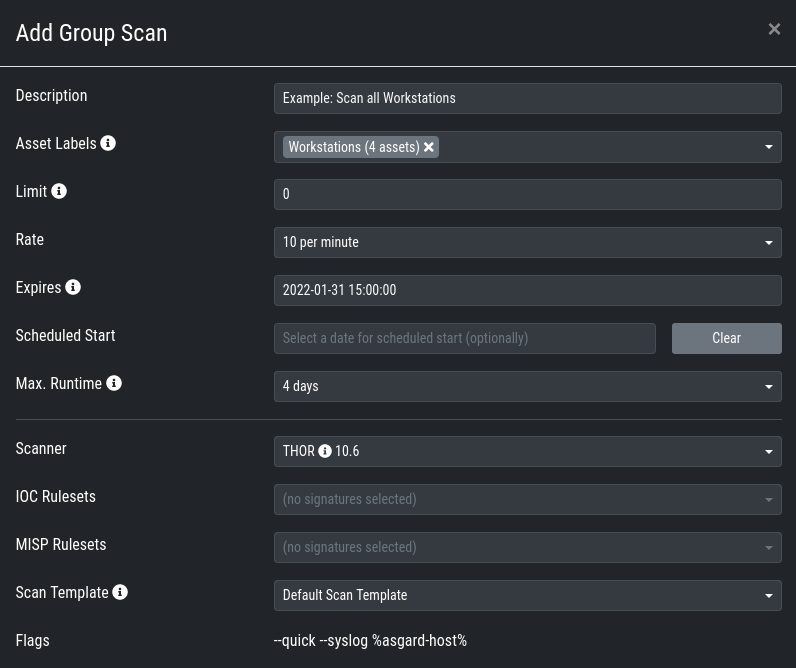 Add Group Scan ×
Description Example: Scan all Workstations
Asset Labels Workstations (4 assets)
Limit 0
Rate 10 per minute
Expires 2022-01-31 15:00:00
Scheduled Start Select a date for scheduled start (optionally) Clear
Max. Runtime 4 days
Scanner THOR 10.6
IOC Rulesets (no signatures selected)
MISP Rulesets (no signatures selected)
Scan Template Default Scan Template
Flags --quick --syslog %asgard-host%